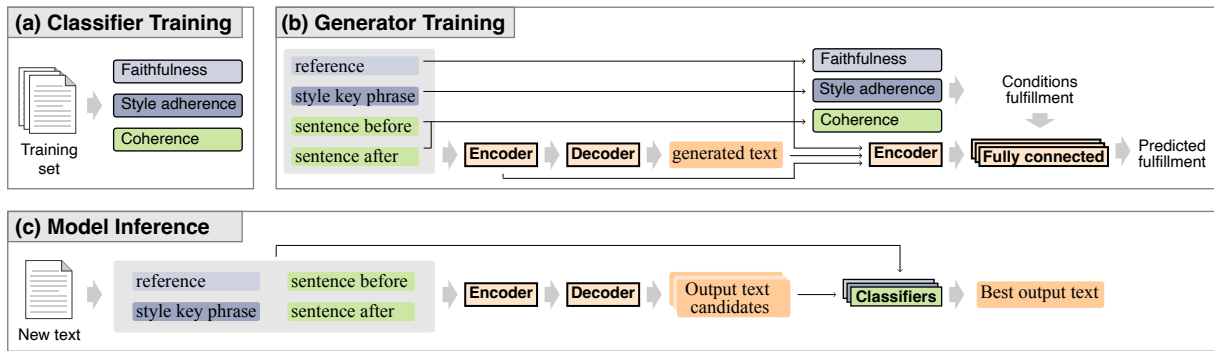 (a) Classifier Training
Training
set
Faithfulness
Style adherence
Coherence
(b) Generator Training
reference
style key phrase
sentence before
sentence after
Encoder
Decoder
generated text
Faithfulness
Style adherence
Coherence
Encoder
Conditions
fulfillment
Fully connected
Predicted
fulfillment
(c) Model Inference
New text
reference
sentence before
style key phrase
sentence after
Encoder
Decoder
Output text
candidates
Classifiers
Best output text